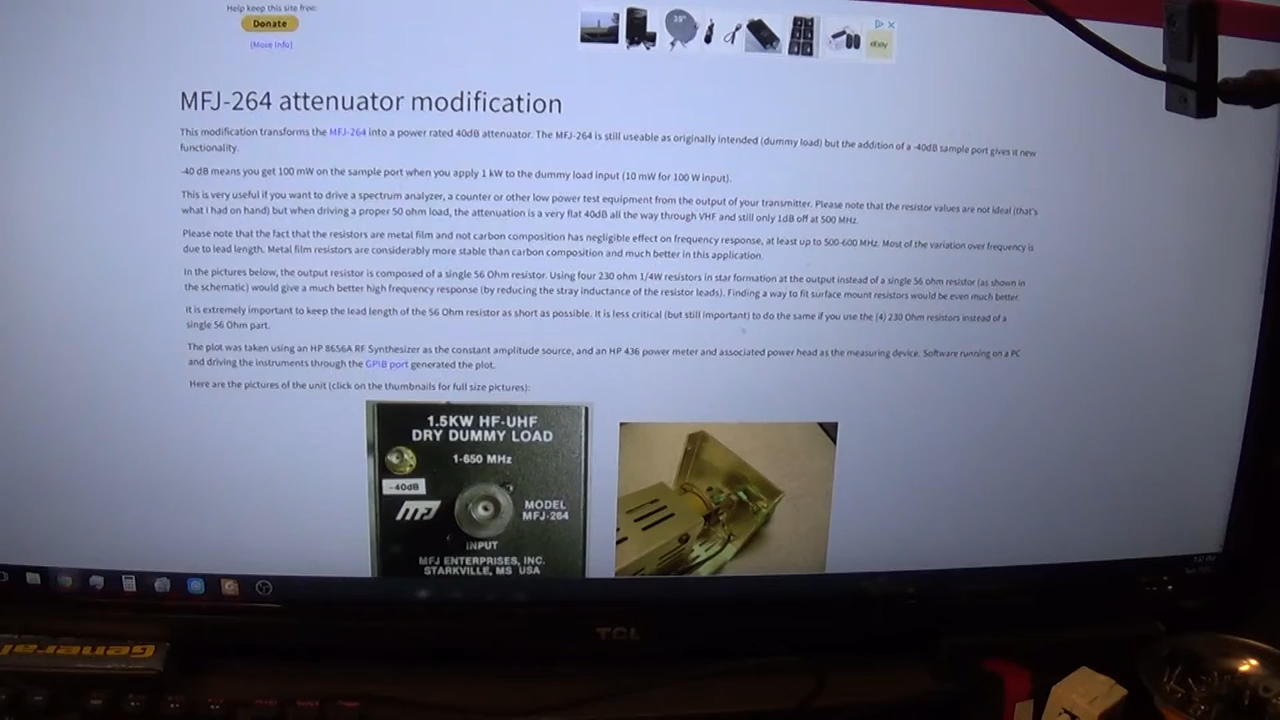 Help keep this site free:
Donate
(More Info)
39"
ebay
MFJ-264 attenuator modification
This modification transforms the MFJ-264 into a power rated 40dB attenuator. The MFJ-264 is still useable as originally intended (dummy load) but the addition of a -40dB sample port gives it new
functionality.
-40 dB means you get 100 mW on the sample port when you apply 1 kW to the dummy load input (10 mW for 100 W input).
This is very useful if you want to drive a spectrum analyzer, a counter or other low power test equipment from the output of your transmitter. Please note that the resistor values are not ideal (that's
what I had on hand) but when driving a proper 50 ohm load, the attenuation is a very flat 40dB all the way through VHF and still only 1dB off at 500 MHz.
Please note that the fact that the resistors are metal film and not carbon composition has negligible effect on frequency response, at least up to 500-600 MHz. Most of the variation over frequency is
due to lead length. Metal film resistors are considerably more stable than carbon composition and much better in this application.
In the pictures below, the output resistor is composed of a single 56 Ohm resistor. Using four 230 ohm 1/4W resistors in star formation at the output instead of a single 56 ohm resistor (as shown in
the schematic) would give a much better high frequency response (by reducing the stray inductance of the resistor leads). Finding a way to fit surface mount resistors would be even much better.
It is extremely important to keep the lead length of the 56 Ohm resistor as short as possible. It is less critical (but still important) to do the same if you use the (4) 230 Ohm resistors instead of a
single 56 Ohm part.
The plot was taken using an HP 8656A RF Synthesizer as the constant amplitude source, and an HP 436 power meter and associated power head as the measuring device. Software running on a PC
and driving the instruments through the GPIB port generated the plot.
Here are the pictures of the unit (click on the thumbnails for full size pictures):
1.5KW HF-UHF
DRY DUMMY LOAD
1-650 MHz
-40dB
MFJ
MODEL
MFJ-264
INPUT
MFJ ENTERPRISES, INC.
STARKVILLE, MS USA
TCL
General